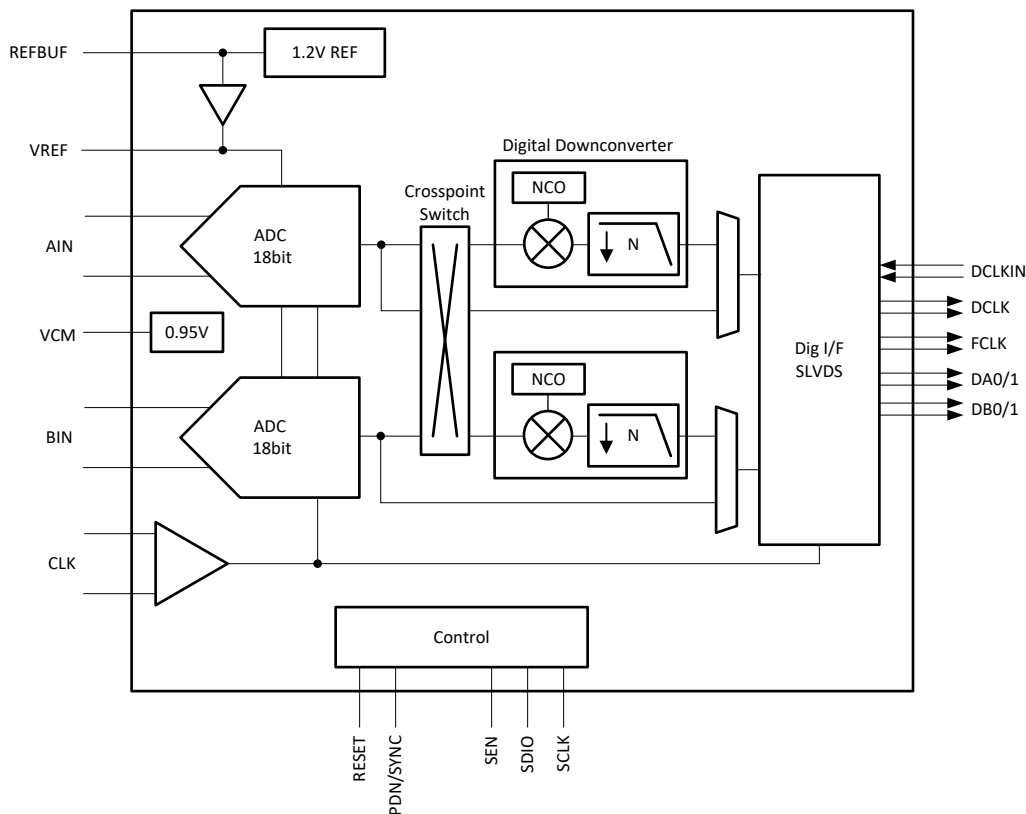 REFBUF
1.2V REF
VREF
Digital Downconverter
Crosspoint
Switch
NCO
ADC
18bit
N
AIN
DCLKIN
DCLK
VCM
0.95V
Dig I/F
SLVDS
FCLK
NCO
DA0/1
DB0/1
ADC
18bit
N
BIN
CLK
Control
RESET
PDN/SYNC
SEN
SDIO
SCLK